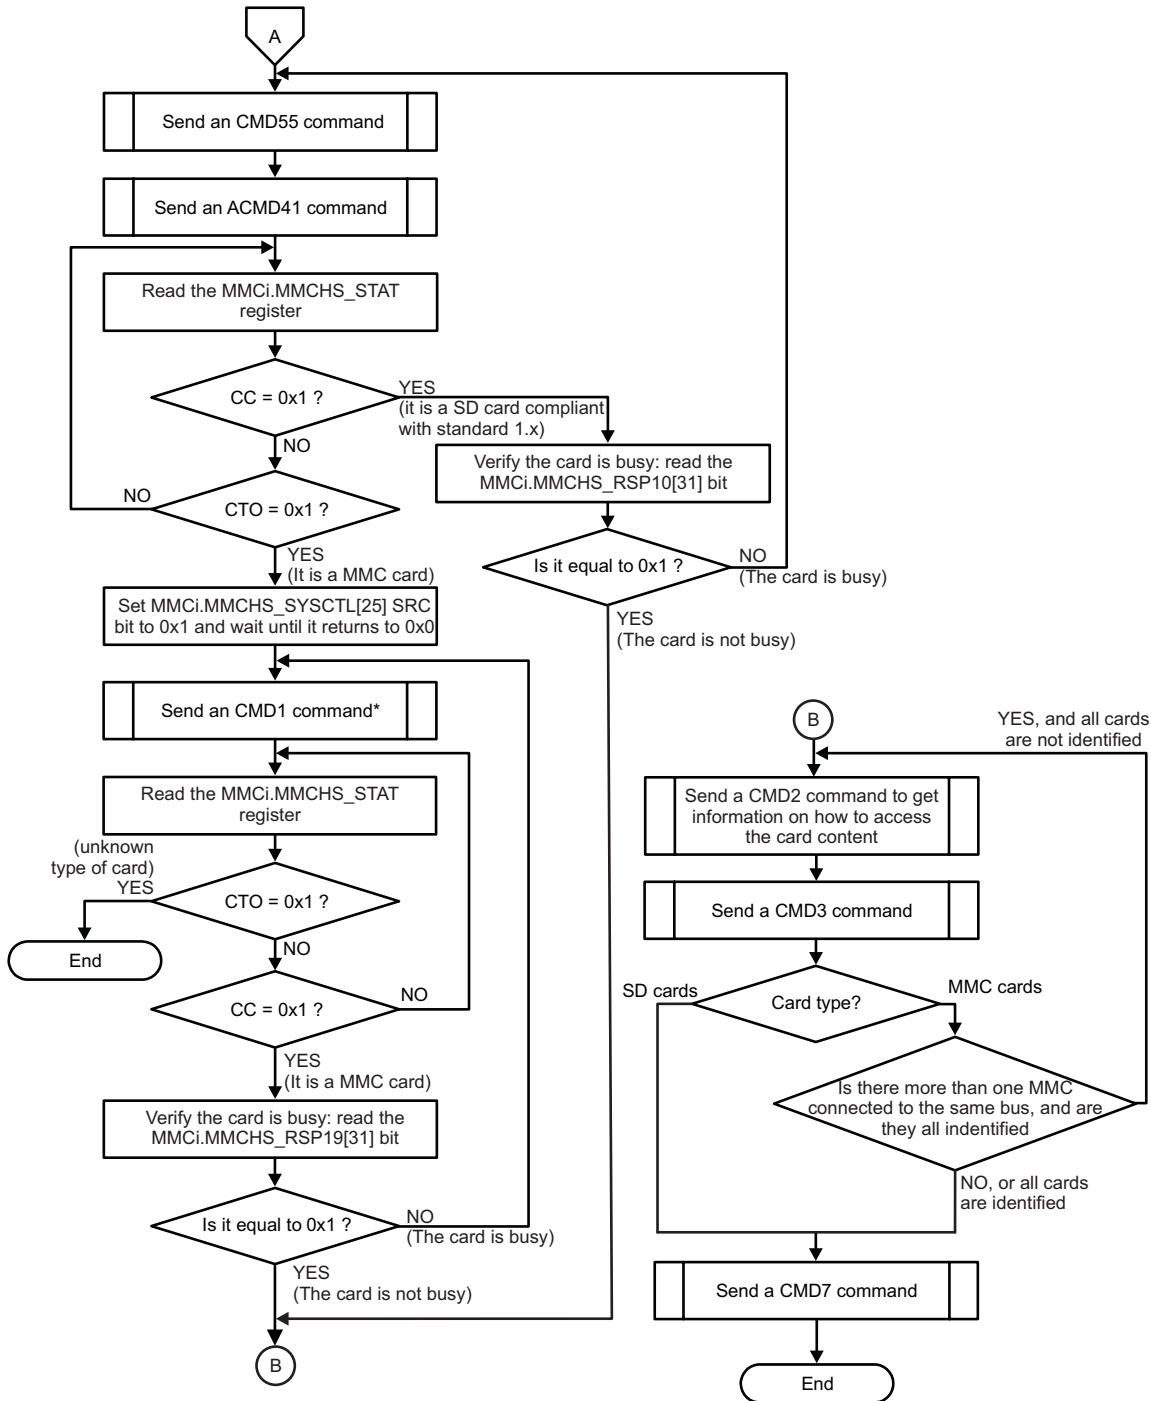 A
Send an CMD55 command
Send an ACMD41 command
Read the MMCi.MMCHS_STAT
register
CC = 0x1 ?
YES
(it is a SD card compliant
with standard 1.x)
NO
Verify the card is busy: read the
MMCi.MMCHS_RSP10[31] bit
NO
CTO = 0x1 ?
Is it equal to 0x1 ?
NO
(The card is busy)
YES
(It is a MMC card)
Set MMCi.MMCHS_SYSCTL[25] SRC
bit to 0x1 and wait until it returns to 0x0
YES
(The card is not busy)
Send an CMD1 command*
Read the MMCi.MMCHS_STAT
register
(unknown
type of card)
YES
CTO = 0x1 ?
End
NO
CC = 0x1 ?
NO
YES
(It is a MMC card)
Verify the card is busy: read the
MMCi.MMCHS_RSP19[31] bit
Is it equal to 0x1 ?
NO
(The card is busy)
YES
(The card is not busy)
B
B
YES, and all cards
are not identified
Send a CMD2 command to get
information on how to access
the card content
Send a CMD3 command
SD cards
Card type?
MMC cards
Is there more than one MMC
connected to the same bus, and are
they all indentified
NO, or all cards
are identified
Send a CMD7 command
End